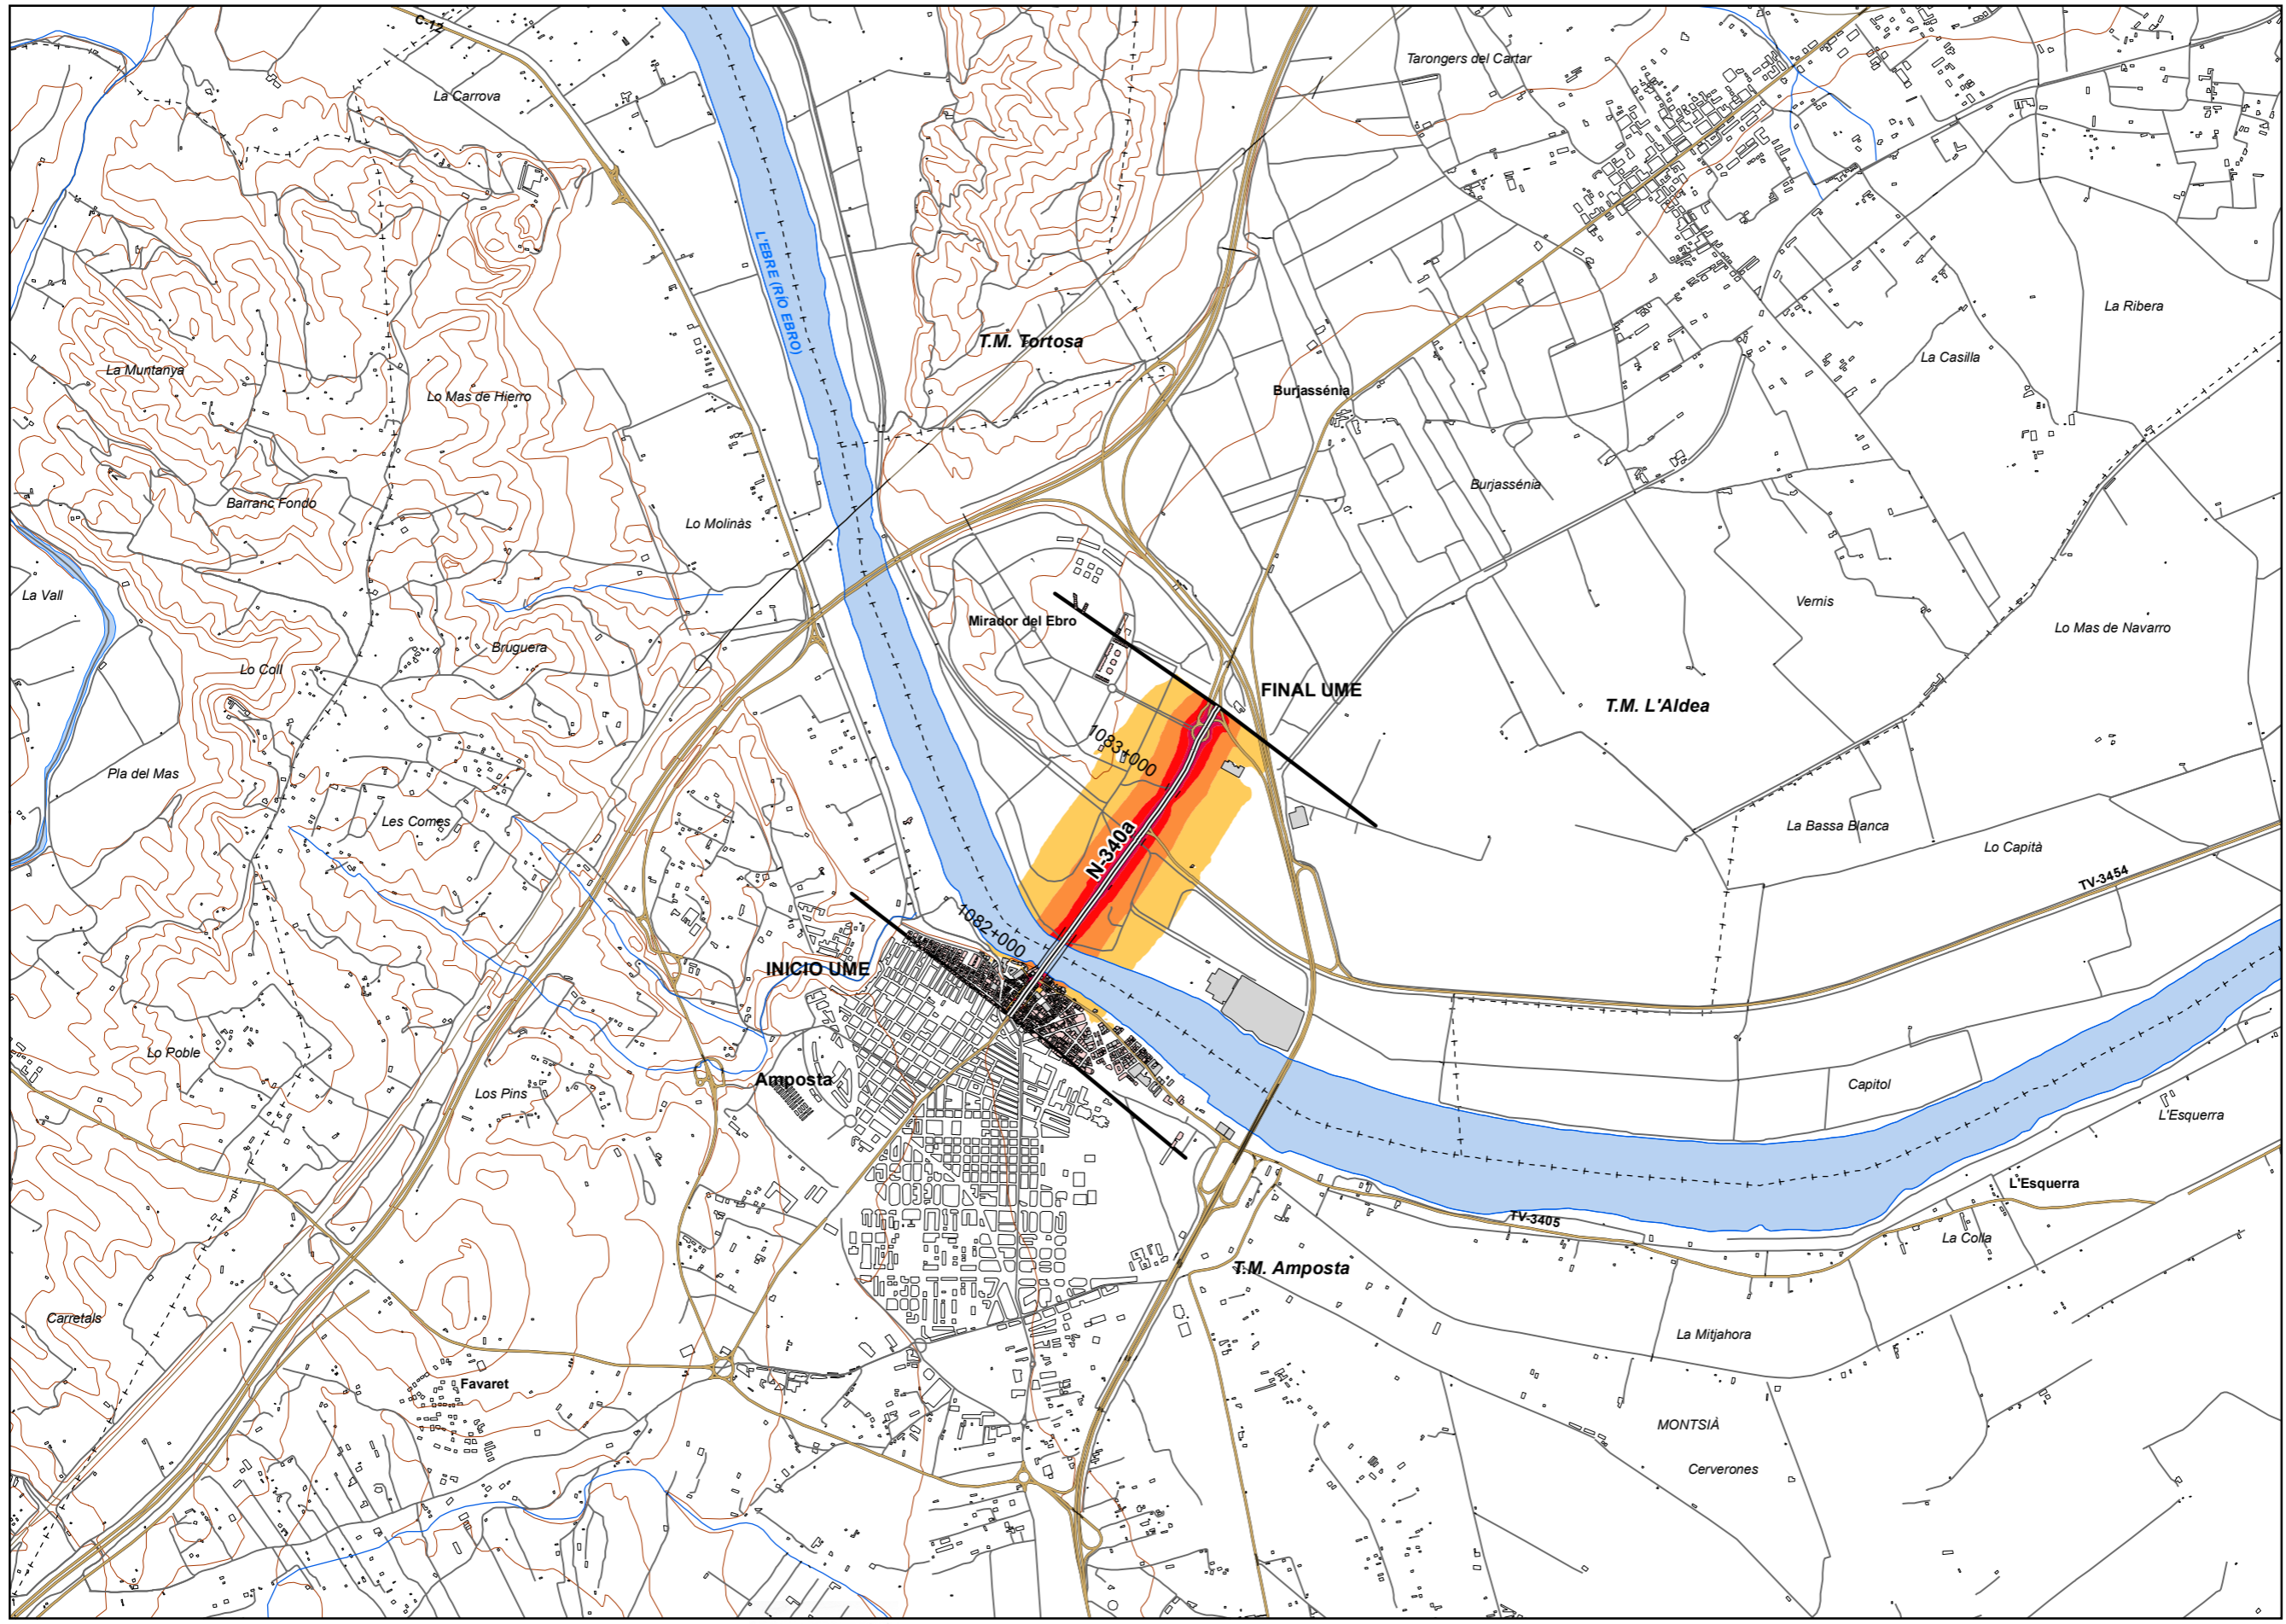 C-12
Tarongers del Cartar
La Carrova
L'EBRE (RÍO EBRO)
La Ribera
T.M. Tortosa
La Casilla
La Muntanya
Burjassénia
Lo Mas de Hierro
Burjassénia
Barranc Fondo
Lo Molinàs
La Vall
Vernis
Mirador del Ebro
Lo Mas de Navarro
Bruguera
Lo Coll
FINAL UME
T.M. L'Aldea
1083+000
Pla del Mas
Les Comes
La Bassa Blanca
N-340a
Lo Capità
TV-3454
1082+000
INICIO UME
Lo Poble
Amposta
Capitol
Los Pins
L'Esquerra
L'Esquerra
TV-3405
La Colla
T.M. Amposta
Carretals
La Mitjahora
Favaret
MONTSIÀ
Cerverones